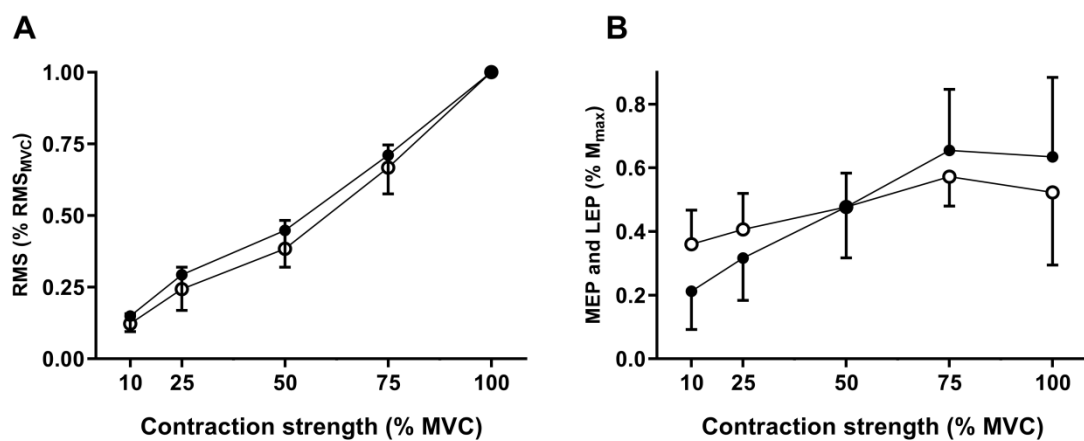 A
B
RMS (% RMSMVC)
1.00
0.75
0.50
0.25
0.00
10 25 50 75 100
Contraction strength (% MVC)
MEP and LEP (% Mmax)
0.8
0.6
0.4
0.2
0.0
10 25 50 75 100
Contraction strength (% MVC)